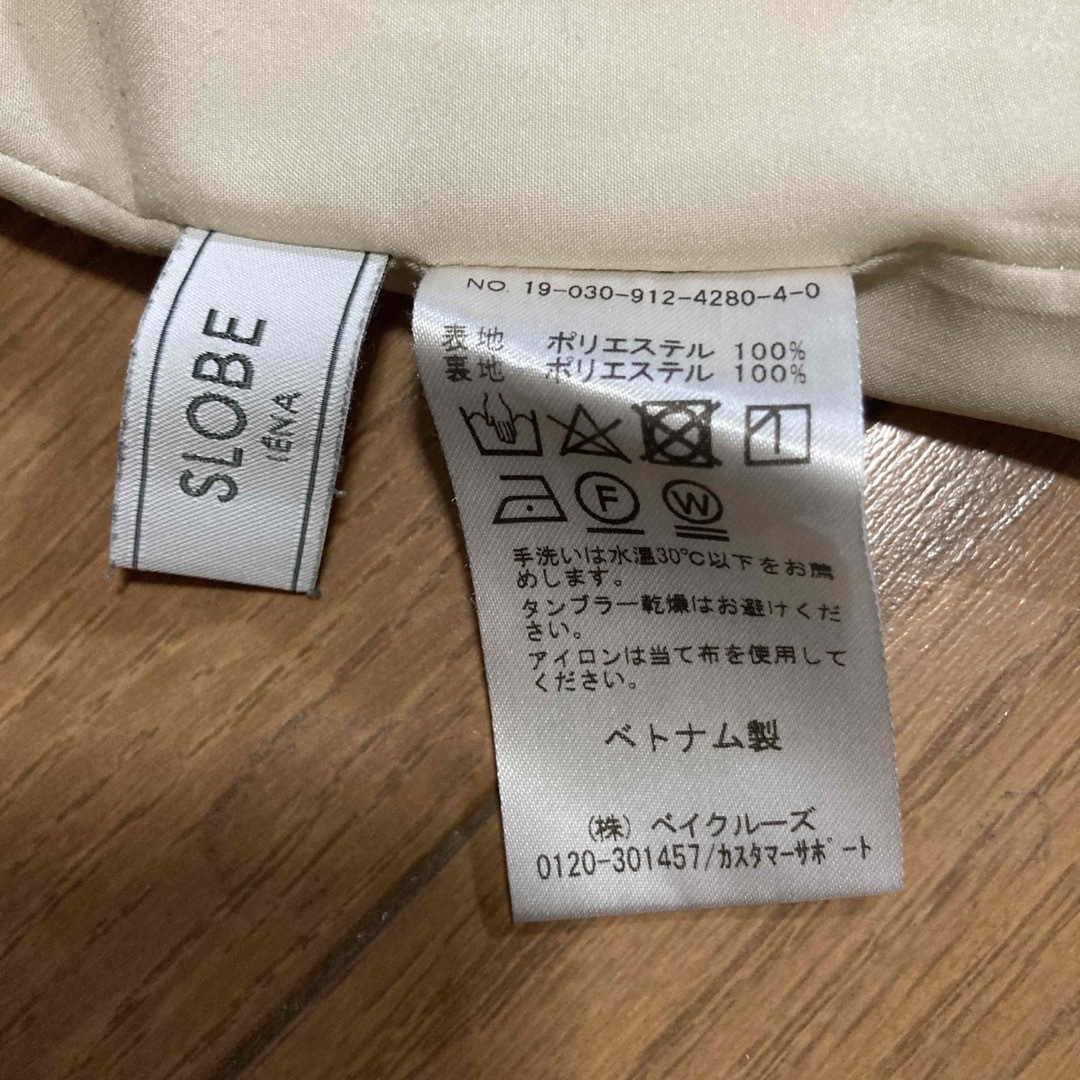 SLOBE
IÉNA
NO. 19-030-912-4280-4-0
表地 ポリエステル 100%
裏地 ポリエステル 100%
F W
手洗いは水温30℃以下をお薦
めします。
タンブラー乾燥はお避けくだ
さい。
アイロンは当て布を使用して
ください。
ベトナム製
(株) ベイクルーズ
0120-301457/カスタマーサポート